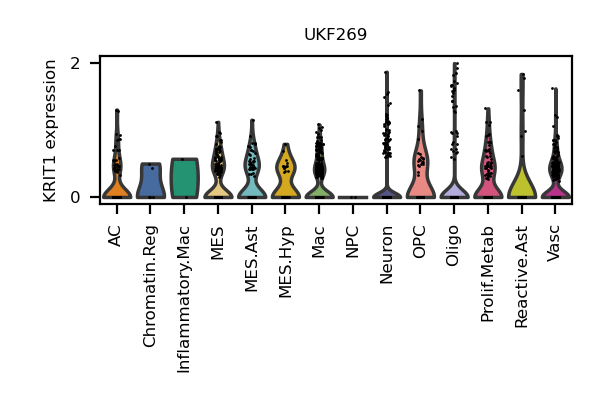 UKF269
KRIT1 expression
2
0
AC
Chromatin.Reg
Inflammatory.Mac
MES
MES.Ast
MES.Hyp
Mac
NPC
Neuron
OPC
Oligo
Prolif.Metab
Reactive.Ast
Vasc